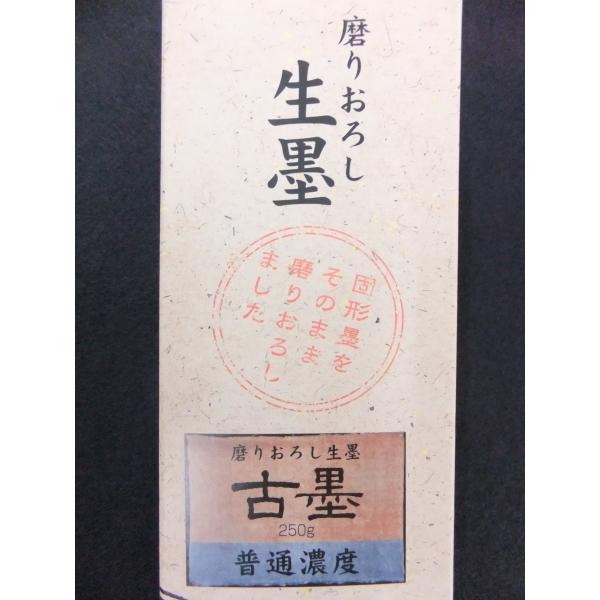 磨りおろし
生墨
固形墨を
そのまま
磨りおろし
ました
磨りおろし生墨
古墨
250g
普通濃度